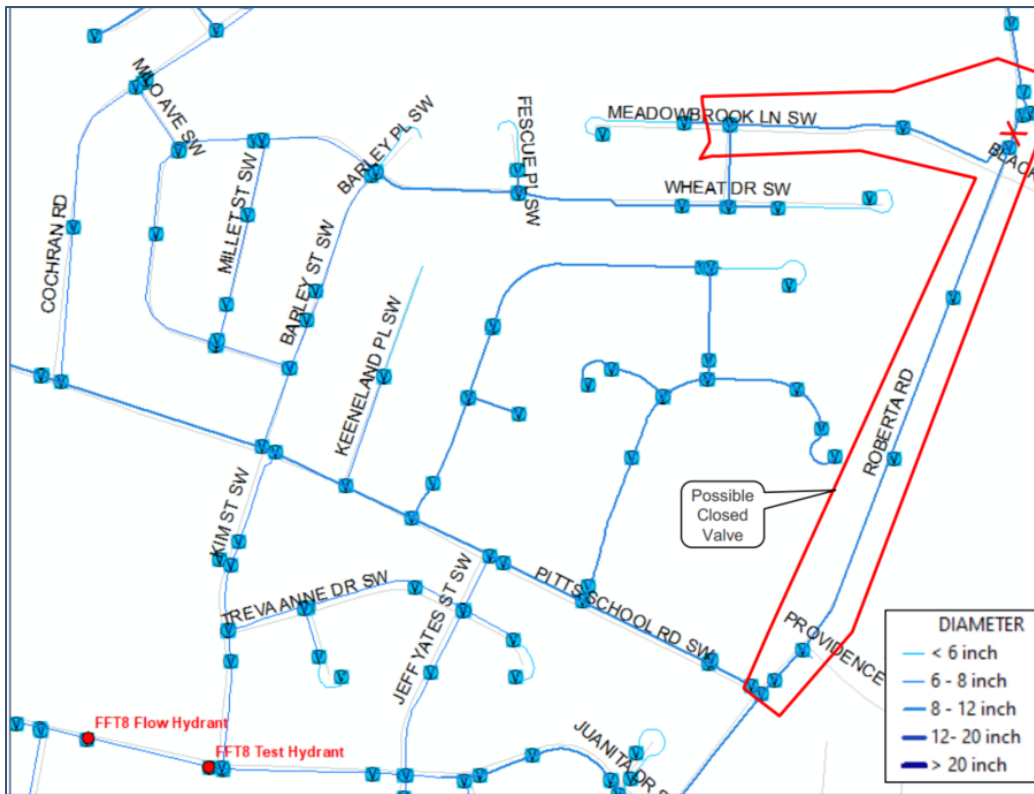 MILO AVE SW
BARLEY PL SW
FESCUE Pl SW
MEADOWBROOK LN SW
BLACK
COCHRAN RD
MILLET ST SW
WHEAT DR SW
BARLEY ST SW
KEENELAND PL SW
ROBERTA RD
Possible
Closed
Valve
KIM ST SW
TREVA ANNE DR SW
JEFF YATES ST SW
PITTS SCHOOL RD SW
PROVIDENCE
DIAMETER
< 6 inch
6 - 8 inch
8 - 12 inch
12- 20 inch
> 20 inch
FFT8 Flow Hydrant
FFT8 Test Hydrant
JUANITA DR